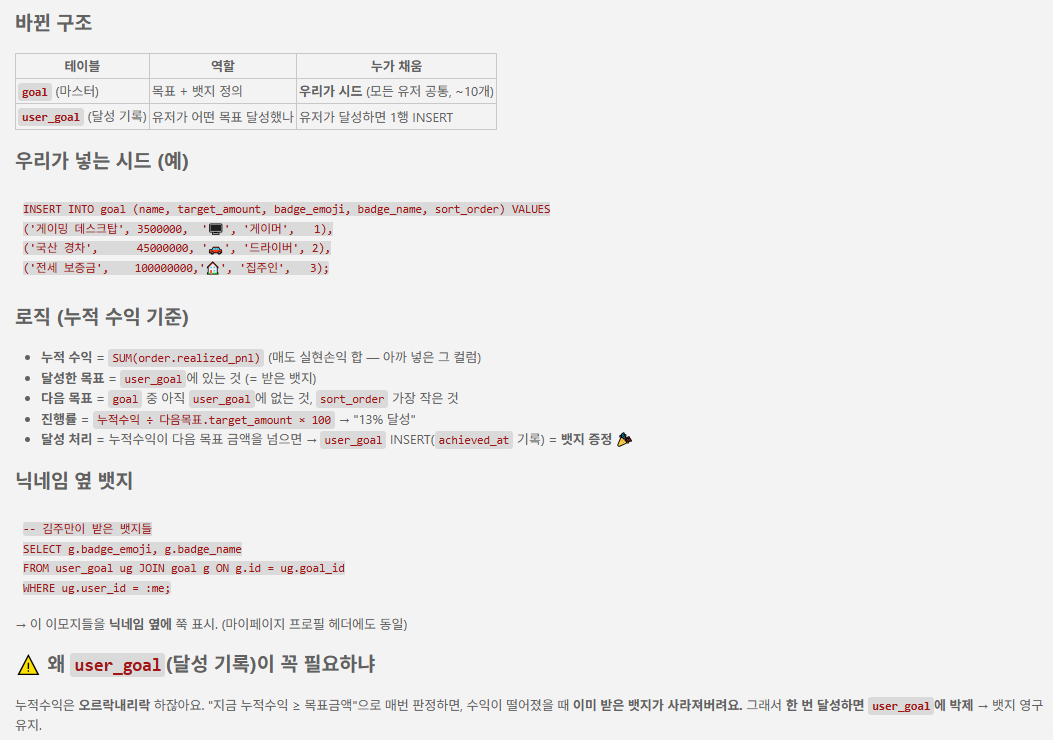 바뀐 구조
테이블 역할 누가 채움
goal (마스터) 목표 + 뱃지 정의 우리가 시드 (모든 유저 공통, ~10개)
user_goal (달성 기록) 유저가 어떤 목표 달성했나 유저가 달성하면 1행 INSERT
우리가 넣는 시드 (예)
INSERT INTO goal (name, target_amount, badge_emoji, badge_name, sort_order) VALUES
('게이밍 데스크탑', 3500000, '🖥️', '게이머', 1),
('국산 경차', 45000000, '🚗', '드라이버', 2),
('전세 보증금', 100000000,'🏠', '집주인', 3);
로직 (누적 수익 기준)
• 누적 수익 = SUM(order.realized_pnl) (매도 실현손익 합 — 아까 넣은 그 컬럼)
• 달성한 목표 = user_goal에 있는 것 (= 받은 뱃지)
• 다음 목표 = goal 중 아직 user_goal에 없는 것, sort_order 가장 작은 것
• 진행률 = 누적수익 ÷ 다음목표.target_amount × 100 → "13% 달성"
• 달성 처리 = 누적수익이 다음 목표 금액을 넘으면 → user_goal INSERT(achieved_at 기록) = 뱃지 증정 🎉
닉네임 옆 뱃지
-- 김주만이 받은 뱃지들
SELECT g.badge_emoji, g.badge_name
FROM user_goal ug JOIN goal g ON g.id = ug.goal_id
WHERE ug.user_id = :me;
→ 이 이모지들을 닉네임 옆에 쭉 표시. (마이페이지 프로필 헤더에도 동일)
⚠️ 왜 user_goal(달성 기록)이 꼭 필요하냐
누적수익은 오르락내리락 하잖아요. "지금 누적수익 ≥ 목표금액"으로 매번 판정하면, 수익이 떨어졌을 때 이미 받은 뱃지가 사라져버려요. 그래서 한 번 달성하면 user_goal에 박제 → 뱃지 영구
유지.